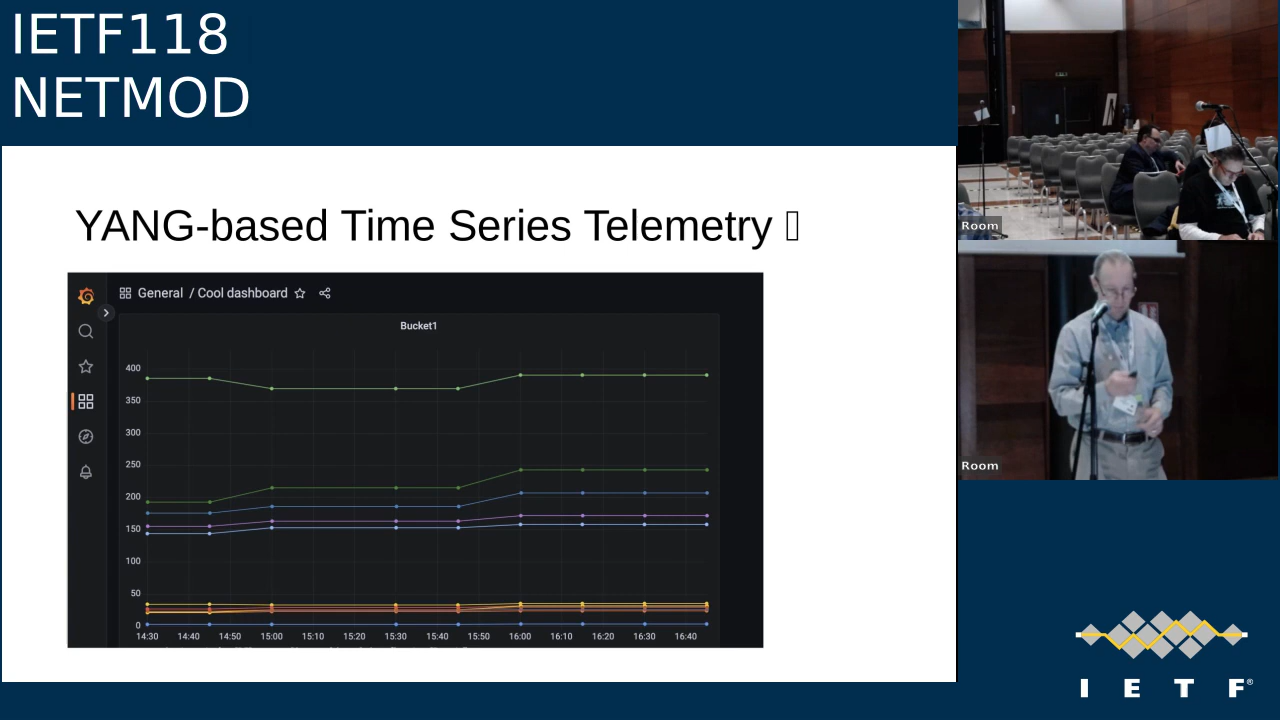 IETF118
NETMOD
YANG-based Time Series Telemetry
General / Cool dashboard
Bucket1
400
350
300
250
200
150
100
50
0
14:30 14:40 14:50 15:00 15:10 15:20 15:30 15:40 15:50 16:00 16:10 16:20 16:30 16:40
Room
Room
I E T F®